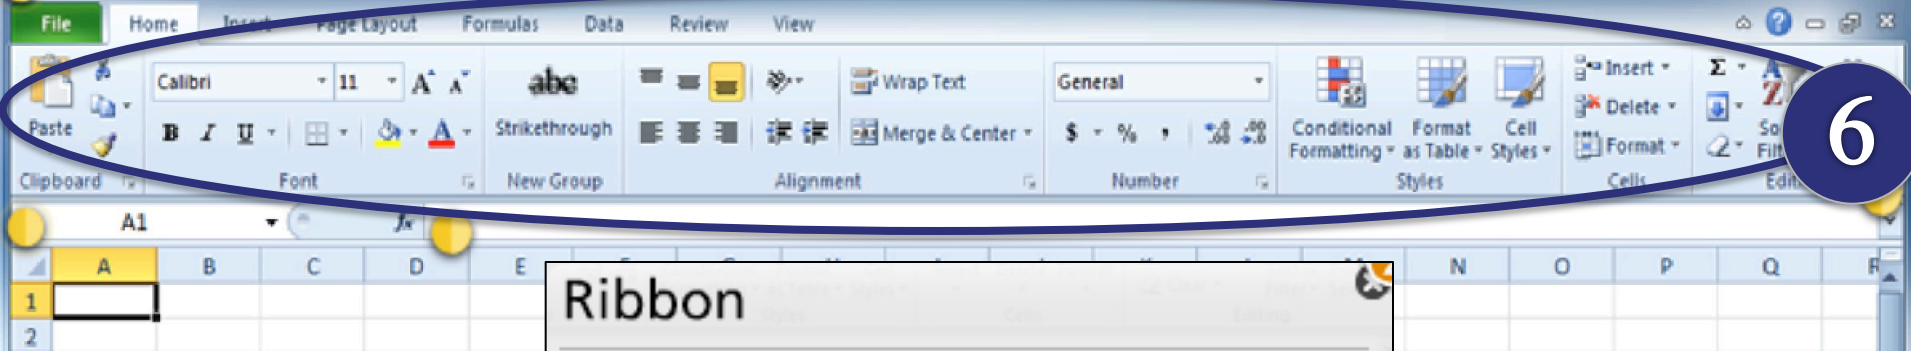 File Home Insert Page Layout Formulas Data Review View
Calibri 11 A A abc Wrap Text General Insert Σ A Z
Paste B I U A Strikethrough Merge & Center $ % , .00 Conditional Formatting Format as Table Cell Styles Delete Format
Clipboard Font New Group Alignment Number Styles Cells
6
A1 fx
A B C D E N O P Q R
1
2
Ribbon